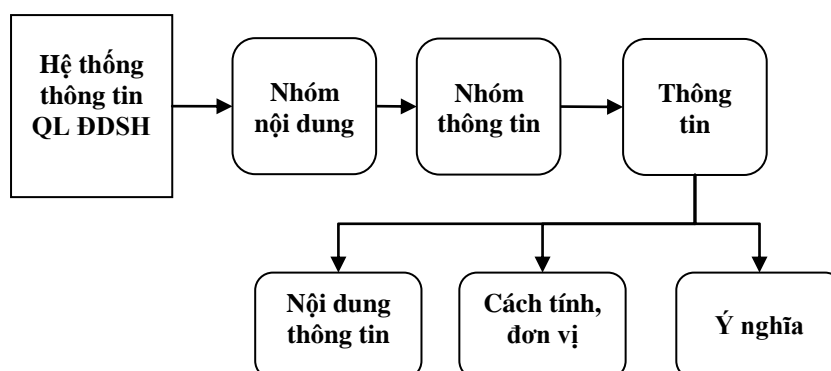 Hệ thống
thông tin
QL ĐDSH
Nhóm
nội dung
Nhóm
thông tin
Thông
tin
Nội dung
thông tin
Cách tính,
đơn vị
Ý nghĩa